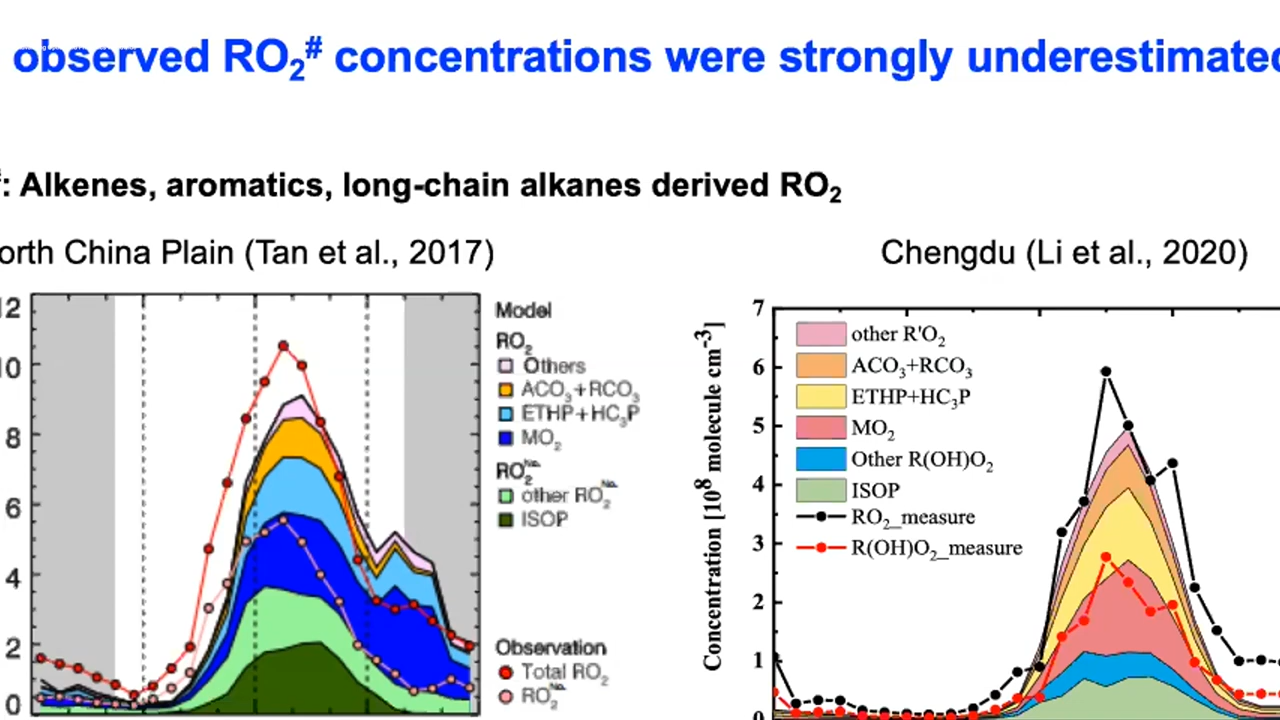 observed RO₂# concentrations were strongly underestimated
: Alkenes, aromatics, long-chain alkanes derived RO₂
orth China Plain (Tan et al., 2017)
Chengdu (Li et al., 2020)
12
10
8
6
4
2
0
Model
RO₂
Others
ACO₃+RCO₃
ETHP+HC₃P
MO₂
RO₂
other RO₂
ISOP
Observation
Total RO₂
RO₂
Concentration [10⁸ molecule cm⁻³]
7
6
5
4
3
2
1
0
other R'O₂
ACO₃+RCO₃
ETHP+HC₃P
MO₂
Other R(OH)O₂
ISOP
RO₂_measure
R(OH)O₂_measure